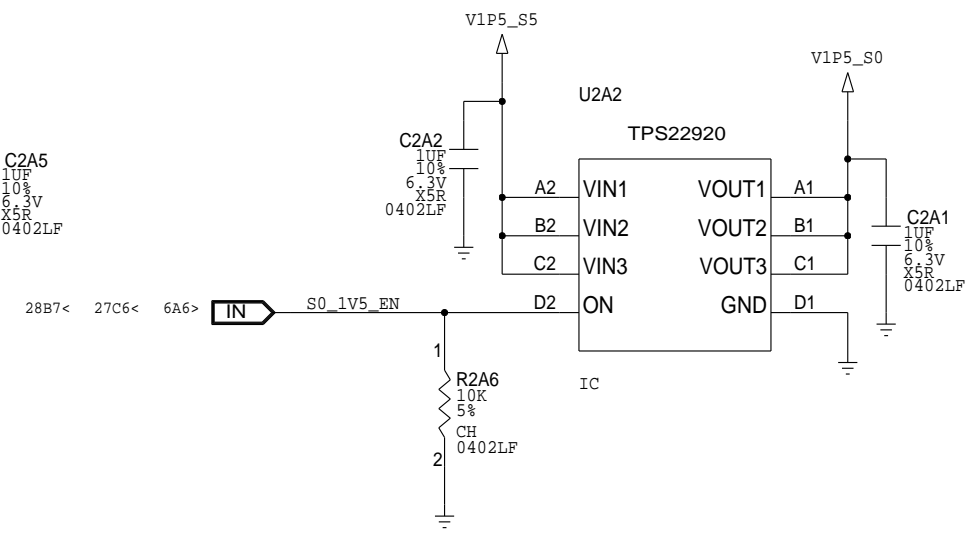 V1P5_S5
V1P5_S0
U2A2
TPS22920
C2A2
1UF
10%
6.3V
X5R
0402LF
C2A5
1UF
10%
6.3V
X5R
0402LF
A2 VIN1 VOUT1 A1
B2 VIN2 VOUT2 B1
C2 VIN3 VOUT3 C1
D2 ON GND D1
C2A1
1UF
10%
6.3V
X5R
0402LF
28B7< 27C6< 6A6> IN S0_1V5_EN
IC
1
R2A6
10K
5%
CH
0402LF
2